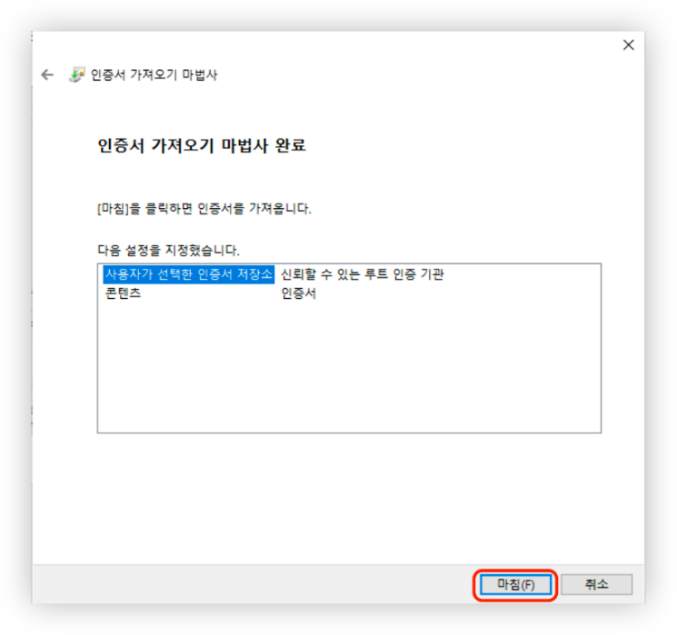 인증서 가져오기 마법사
인증서 가져오기 마법사 완료
[마침]을 클릭하면 인증서를 가져옵니다.
다음 설정을 지정했습니다.
사용자가 선택한 인증서 저장소 신뢰할 수 있는 루트 인증 기관
콘텐츠 인증서
마침(F) 취소